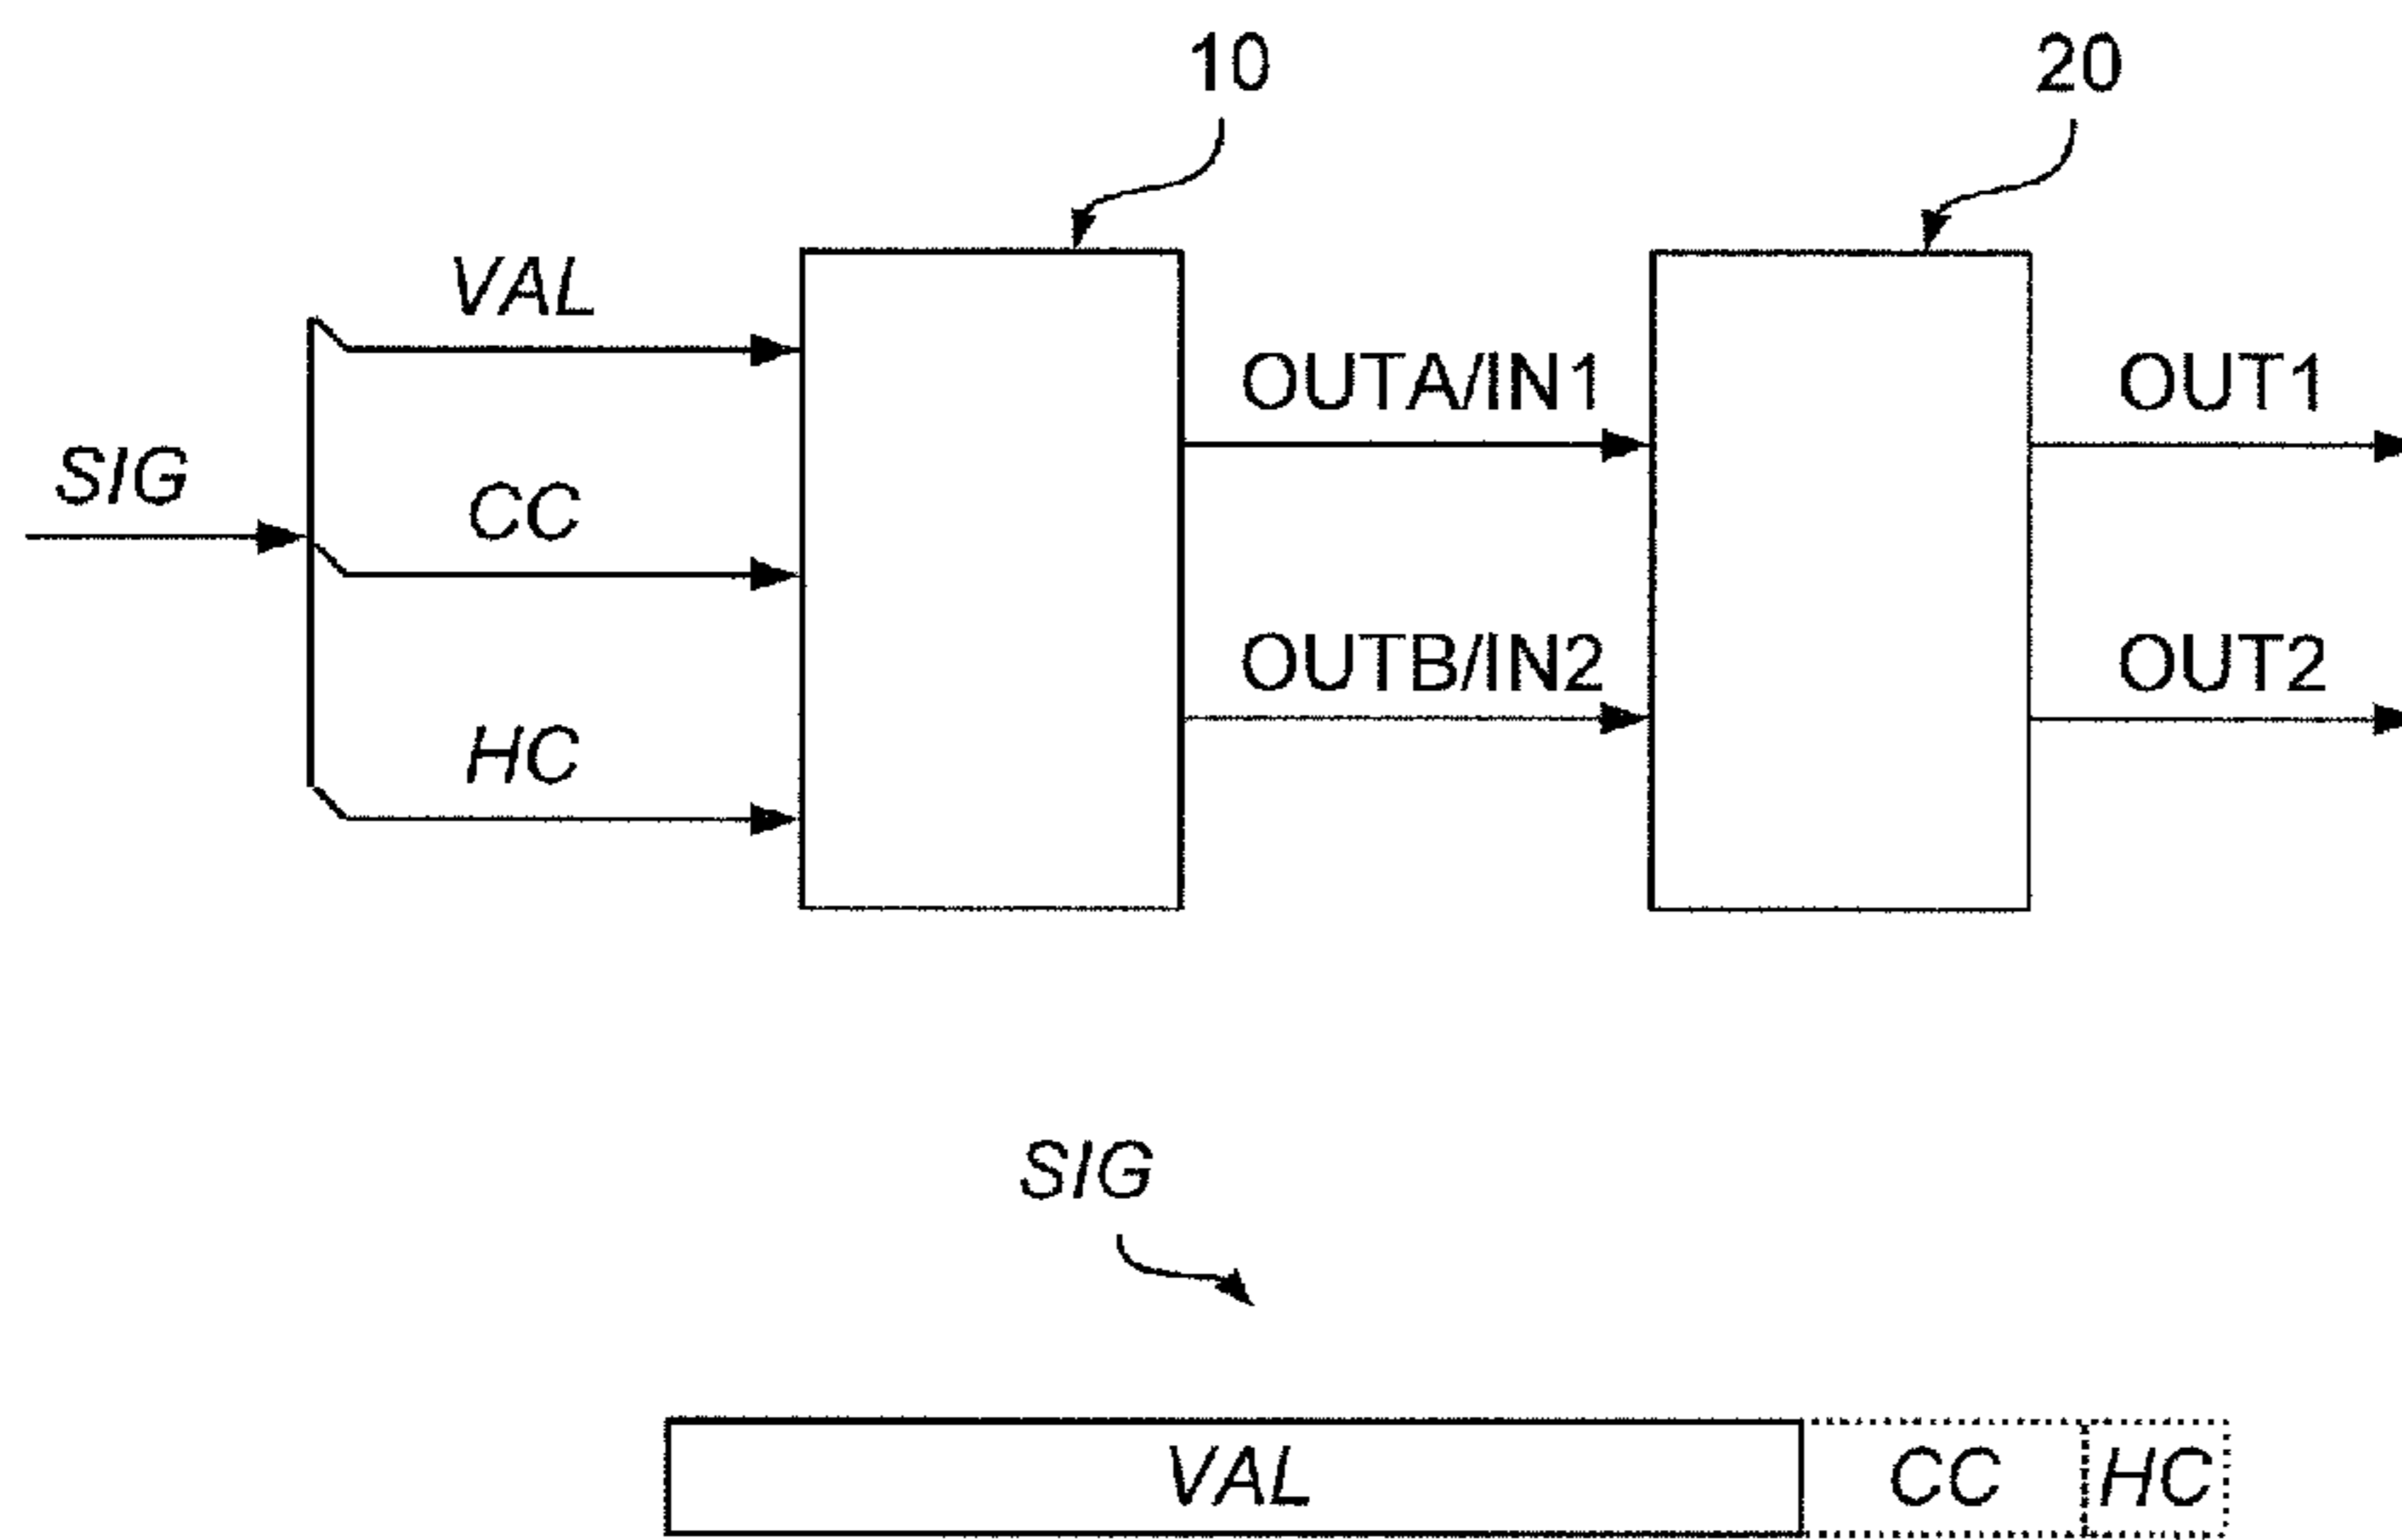 10 20
VAL
OUTA/IN1 OUT1
SIG
CC
OUTB/IN2 OUT2
HC
SIG
VAL CC HC